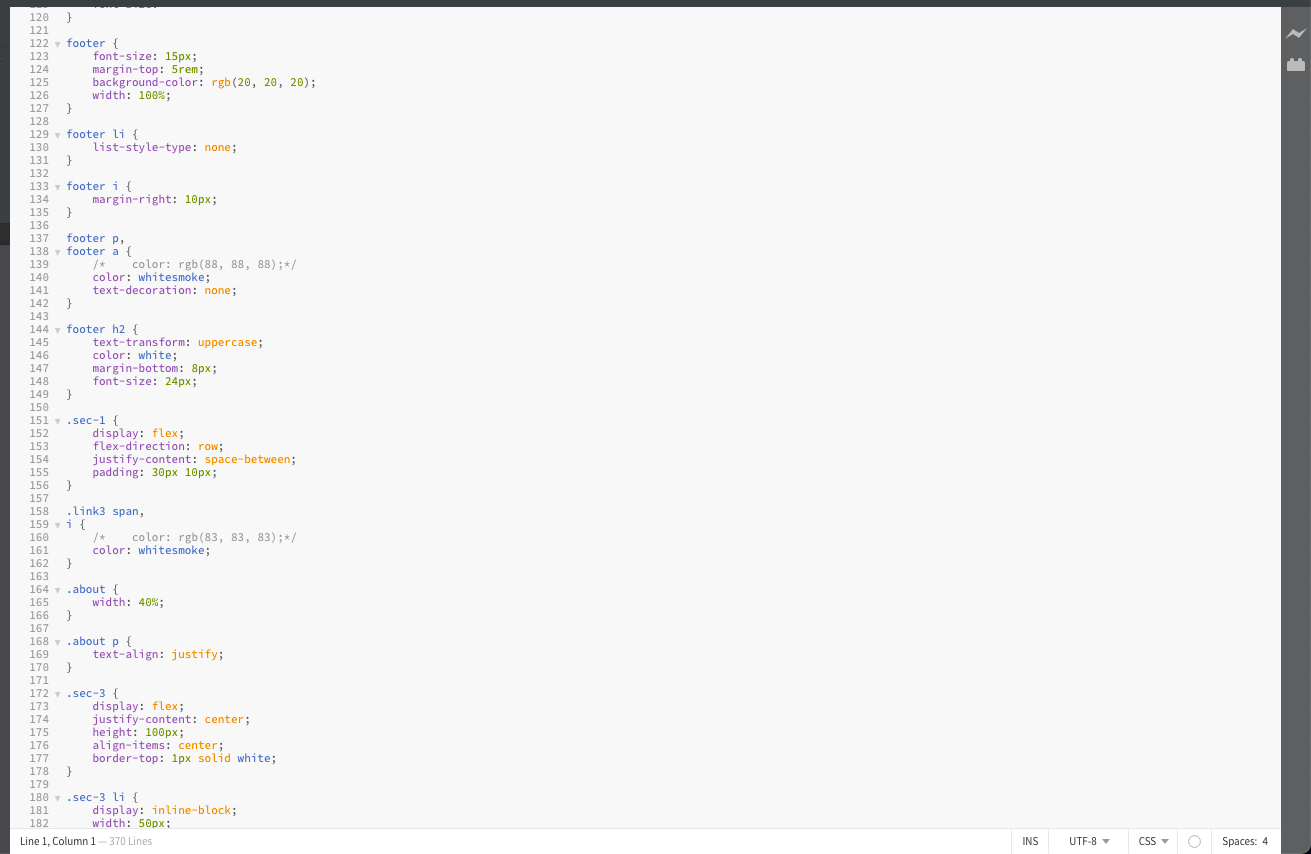 120 }
121
122 footer {
123     font-size: 15px;
124     margin-top: 5rem;
125     background-color: rgb(20, 20, 20);
126     width: 100%;
127 }
128
129 footer li {
130     list-style-type: none;
131 }
132
133 footer i {
134     margin-right: 10px;
135 }
136
137 footer p,
138 footer a {
139     /*    color: rgb(88, 88, 88);*/
140     color: whitesmoke;
141     text-decoration: none;
142 }
143
144 footer h2 {
145     text-transform: uppercase;
146     color: white;
147     margin-bottom: 8px;
148     font-size: 24px;
149 }
150
151 .sec-1 {
152     display: flex;
153     flex-direction: row;
154     justify-content: space-between;
155     padding: 30px 10px;
156 }
157
158 .link3 span,
159 i {
160     /*    color: rgb(83, 83, 83);*/
161     color: whitesmoke;
162 }
163
164 .about {
165     width: 40%;
166 }
167
168 .about p {
169     text-align: justify;
170 }
171
172 .sec-3 {
173     display: flex;
174     justify-content: center;
175     height: 100px;
176     align-items: center;
177     border-top: 1px solid white;
178 }
179
180 .sec-3 li {
181     display: inline-block;
182     width: 50px;
Line 1, Column 1 — 370 Lines INS UTF-8 CSS Spaces: 4